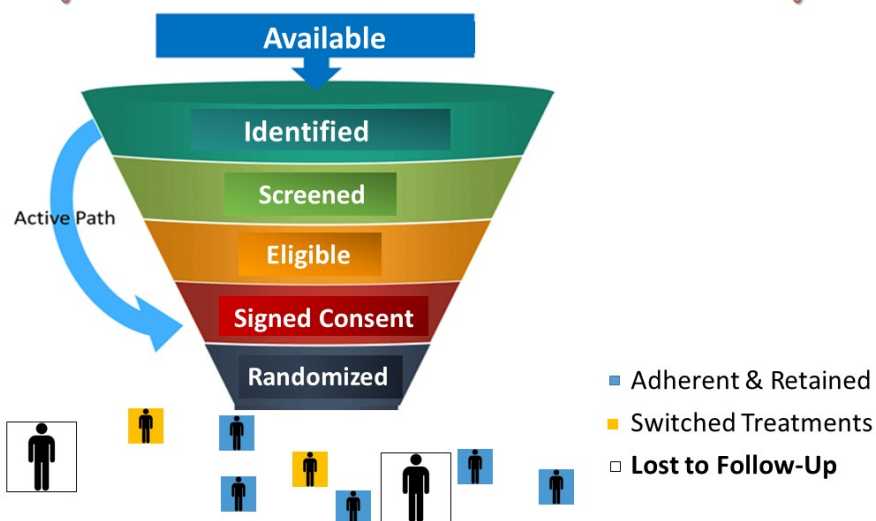 Available
Identified
Screened
Active Path
Eligible
Signed Consent
Randomized
Adherent & Retained
Switched Treatments
Lost to Follow-Up